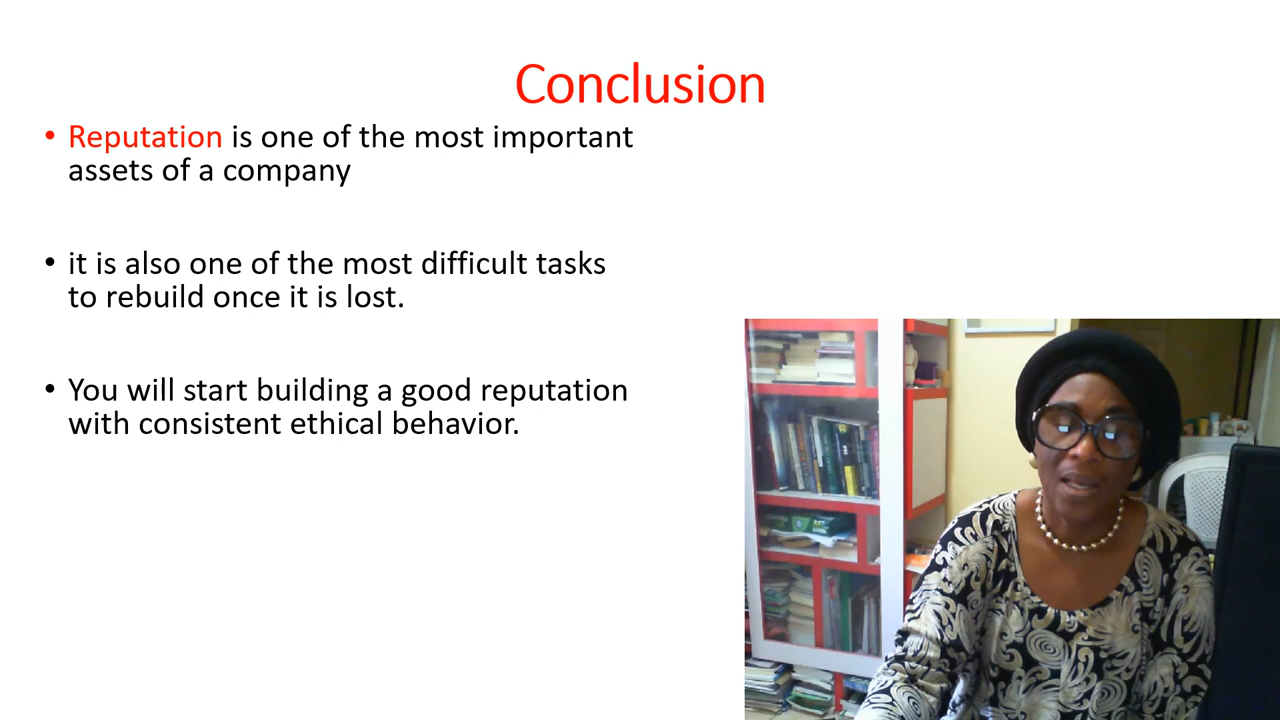 Conclusion
• Reputation is one of the most important
assets of a company
• it is also one of the most difficult tasks
to rebuild once it is lost.
• You will start building a good reputation
with consistent ethical behavior.